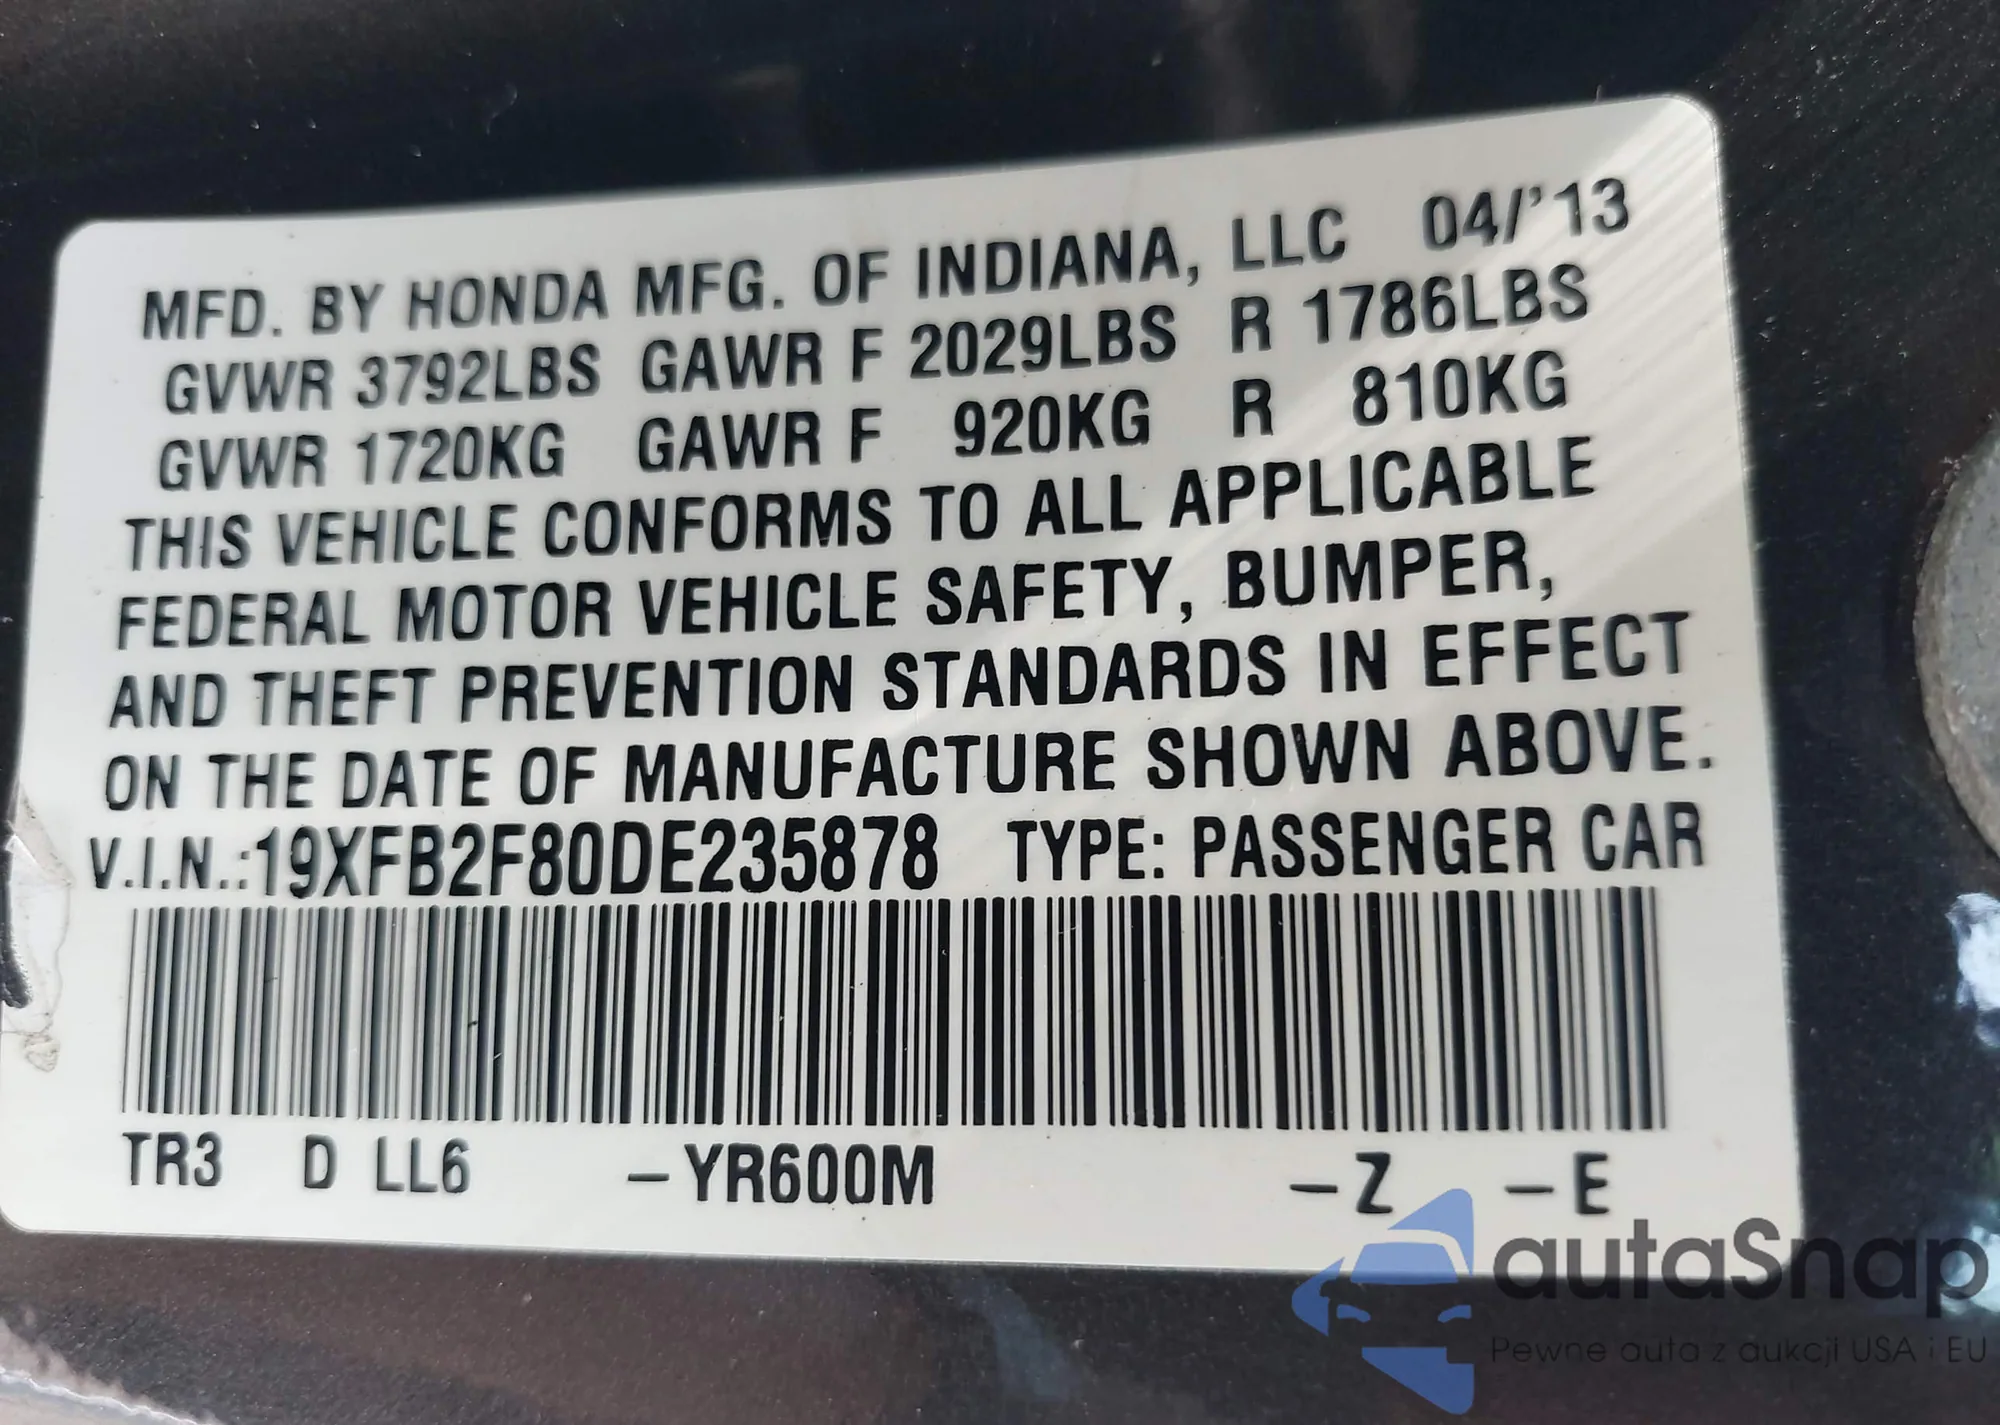 MFD. BY HONDA MFG. OF INDIANA, LLC 04/'13
GVWR 3792LBS GAWR F 2029LBS R 1786LBS
GVWR 1720KG GAWR F 920KG R 810KG
THIS VEHICLE CONFORMS TO ALL APPLICABLE
FEDERAL MOTOR VEHICLE SAFETY, BUMPER,
AND THEFT PREVENTION STANDARDS IN EFFECT
ON THE DATE OF MANUFACTURE SHOWN ABOVE.
V.I.N.:19XFB2F80DE235878 TYPE: PASSENGER CAR
TR3 D LL6 –YR600M –Z –E
autaSnap
Pewne auta z aukcji USA i EU